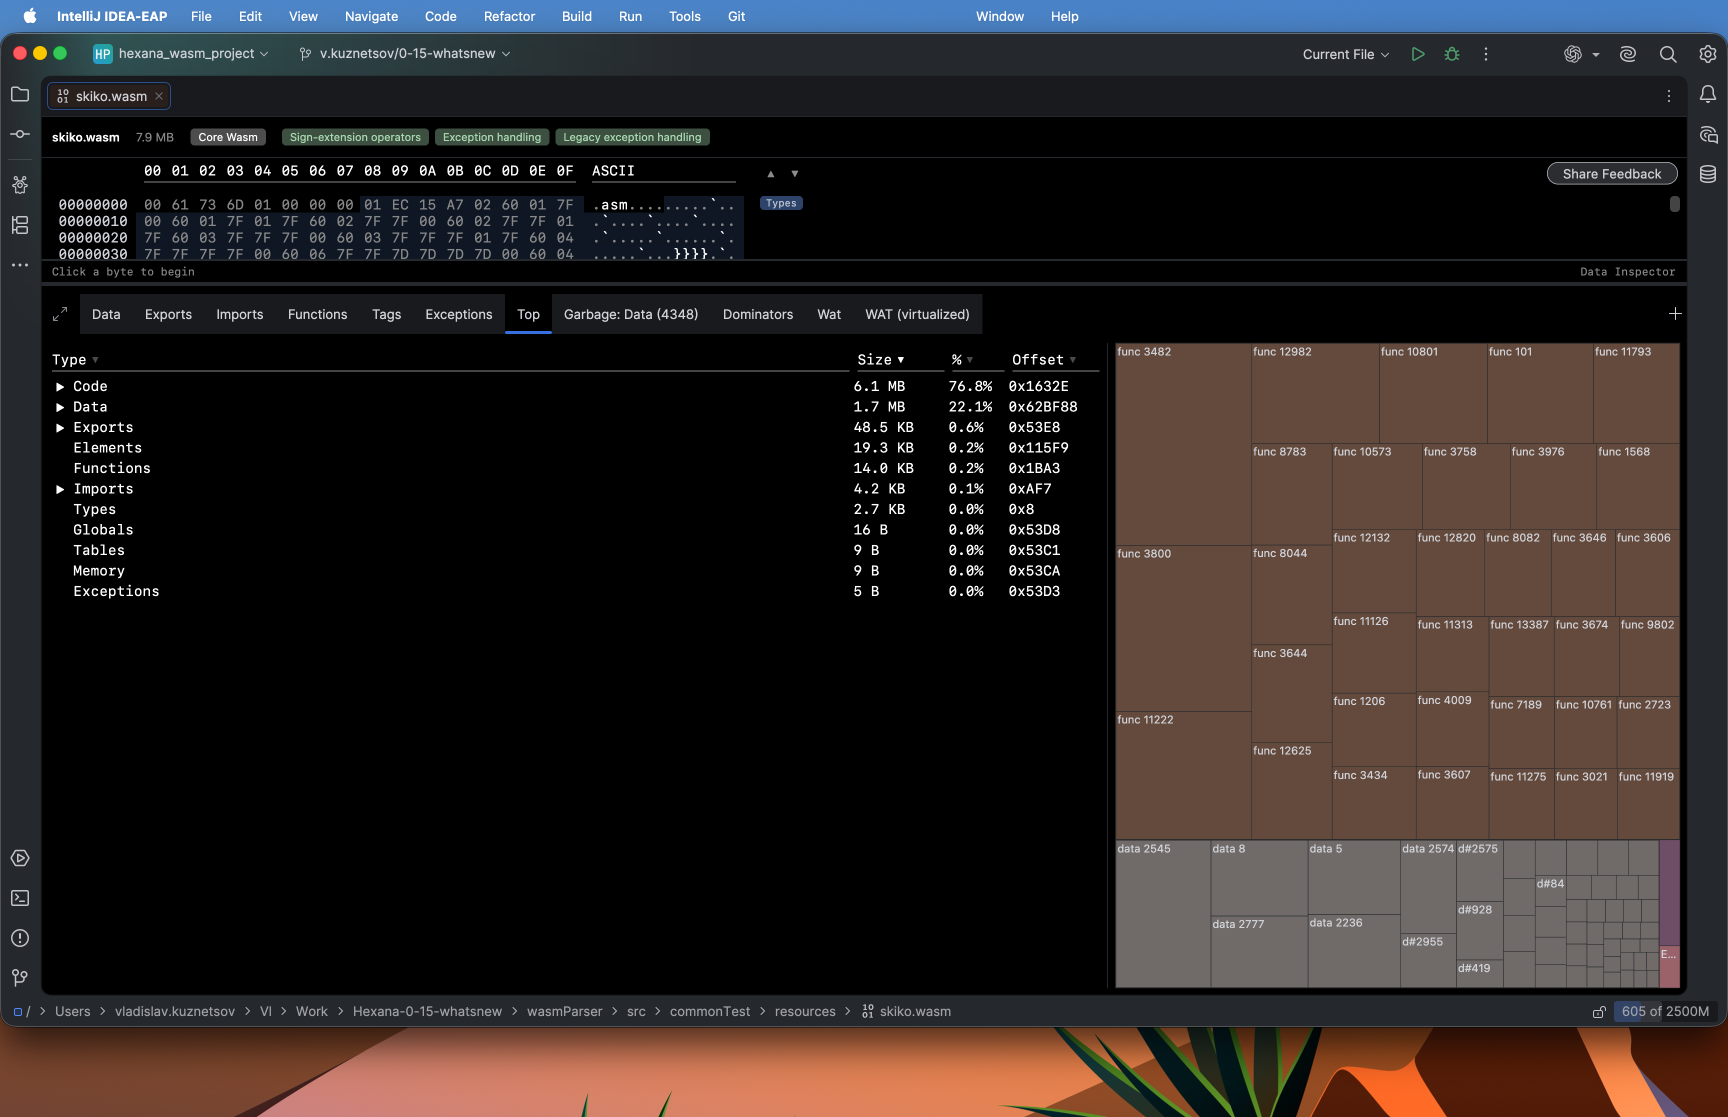 IntelliJ IDEA-EAP File Edit View Navigate Code Refactor Build Run Tools Git Window Help
HP hexana_wasm_project v.kuznetsov/0-15-whatsnew Current File
skiko.wasm
skiko.wasm 7.9 MB Core Wasm Sign-extension operators Exception handling Legacy exception handling
00 01 02 03 04 05 06 07 08 09 0A 0B 0C 0D 0E 0F ASCII
Share Feedback
00000000 00 61 73 6D 01 00 00 00 01 EC 15 A7 02 60 01 7F .asm.........`.. Types
00000010 00 60 01 7F 01 7F 60 02 7F 7F 00 60 02 7F 7F 01 .`....`....`....
00000020 7F 60 03 7F 7F 7F 00 60 03 7F 7F 7F 01 7F 60 04 .`.....`......`.
00000030 7F 7F 7F 7F 00 60 06 7F 7F 7D 7D 7D 7D 00 60 04 .....`...}}}}.`.
Click a byte to begin Data Inspector
Data Exports Imports Functions Tags Exceptions Top Garbage: Data (4348) Dominators Wat WAT (virtualized)
Type Size % Offset
Code 6.1 MB 76.8% 0x1632E
Data 1.7 MB 22.1% 0x62BF88
Exports 48.5 KB 0.6% 0x53E8
Elements 19.3 KB 0.2% 0x115F9
Functions 14.0 KB 0.2% 0x1BA3
Imports 4.2 KB 0.1% 0xAF7
Types 2.7 KB 0.0% 0x8
Globals 16 B 0.0% 0x53D8
Tables 9 B 0.0% 0x53C1
Memory 9 B 0.0% 0x53CA
Exceptions 5 B 0.0% 0x53D3
func 3482 func 12982 func 10801 func 101 func 11793
func 8783 func 10573 func 3758 func 3976 func 1568
func 12132 func 12820 func 8082 func 3646 func 3606
func 3800 func 8044
func 11126 func 11313 func 13387 func 3674 func 9802
func 3644
func 1206 func 4009 func 7189 func 10761 func 2723
func 11222
func 12625
func 3434 func 3607 func 11275 func 3021 func 11919
data 2545 data 8 data 5 data 2574 d#2575
d#84
d#928
data 2777 data 2236
d#2955
E...
d#419
/ Users vladislav.kuznetsov VI Work Hexana-0-15-whatsnew wasmParser src commonTest resources skiko.wasm 605 of 2500M